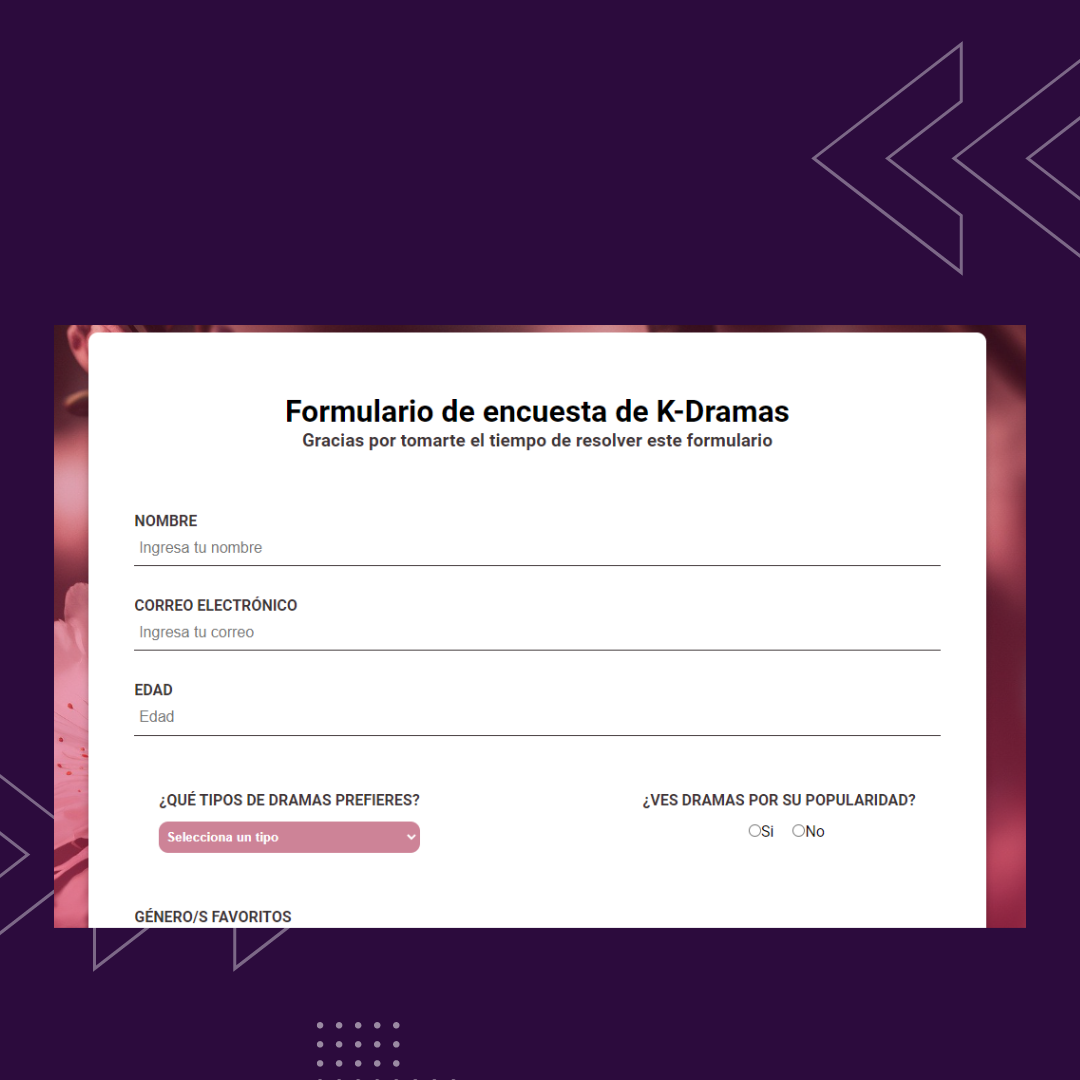 Formulario de encuesta de K-Dramas
Gracias por tomarte el tiempo de resolver este formulario
NOMBRE
Ingresa tu nombre
CORREO ELECTRÓNICO
Ingresa tu correo
EDAD
Edad
¿QUÉ TIPOS DE DRAMAS PREFIERES?
Selecciona un tipo
¿VES DRAMAS POR SU POPULARIDAD?
Si No
GÉNERO/S FAVORITOS